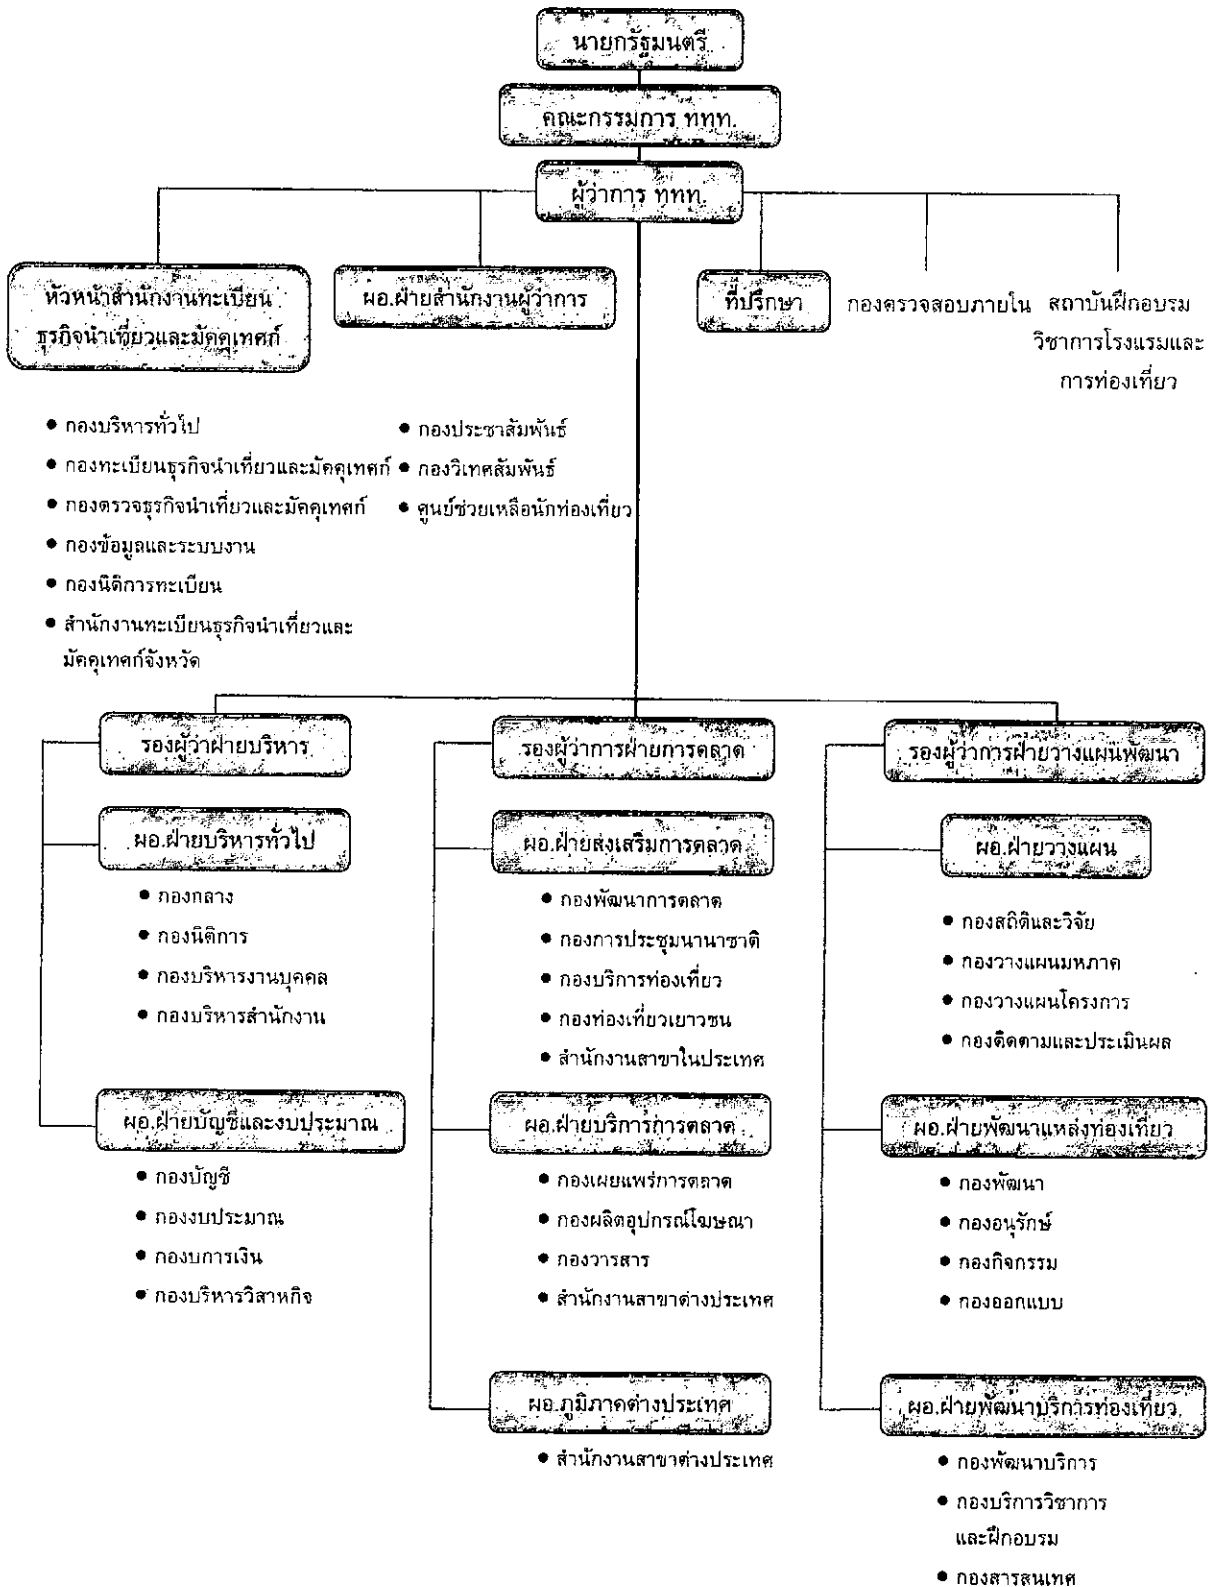 นายกรัฐมนตรี
คณะกรรมการ ททท.
ผู้ว่าการ ททท.
หัวหน้าสำนักงานทะเบียน
ธุรกิจนำเที่ยวและมัคคุเทศก์
ผอ.ฝ่ายสำนักงานผู้ว่าการ
ที่ปรึกษา
กองตรวจสอบภายใน
สถาบันฝึกอบรม
วิชาการโรงแรมและ
การท่องเที่ยว
● กองบริหารทั่วไป
● กองทะเบียนธุรกิจนำเที่ยวและมัคคุเทศก์
● กองตรวจธุรกิจนำเที่ยวและมัคคุเทศก์
● กองข้อมูลและระบบงาน
● กองนิติการทะเบียน
● สำนักงานทะเบียนธุรกิจนำเที่ยวและ
มัคคุเทศก์จังหวัด
● กองประชาสัมพันธ์
● กองวิเทศสัมพันธ์
● ศูนย์ช่วยเหลือนักท่องเที่ยว
รองผู้ว่าฝ่ายบริหาร
ผอ.ฝ่ายบริหารทั่วไป
● กองกลาง
● กองนิติการ
● กองบริหารงานบุคคล
● กองบริหารสำนักงาน
ผอ.ฝ่ายบัญชีและงบประมาณ
● กองบัญชี
● กองงบประมาณ
● กองบการเงิน
● กองบริหารวิสาหกิจ
รองผู้ว่าการฝ่ายการตลาด
ผอ.ฝ่ายส่งเสริมการตลาด
● กองพัฒนาการตลาด
● กองการประชุมนานาชาติ
● กองบริการท่องเที่ยว
● กองท่องเที่ยวเยาวชน
● สำนักงานสาขาในประเทศ
ผอ.ฝ่ายบริการการตลาด
● กองเผยแพร่การตลาด
● กองผลิตอุปกรณ์โฆษณา
● กองวารสาร
● สำนักงานสาขาต่างประเทศ
ผอ.ภูมิภาคต่างประเทศ
● สำนักงานสาขาต่างประเทศ
รองผู้ว่าการฝ่ายวางแผนพัฒนา
ผอ.ฝ่ายววางแผน
● กองสถิติและวิจัย
● กองวางแผนมหภาค
● กองวางแผนโครงการ
● กองติดตามและประเมินผล
ผอ.ฝ่ายพัฒนาแหล่งท่องเที่ยว
● กองพัฒนา
● กองอนุรักษ์
● กองกิจกรรม
● กองออกแบบ
ผอ.ฝ่ายพัฒนาบริการท่องเที่ยว
● กองพัฒนาบริการ
● กองบริการวิชาการ
และฝึกอบรม
● กองสารสนเทศ